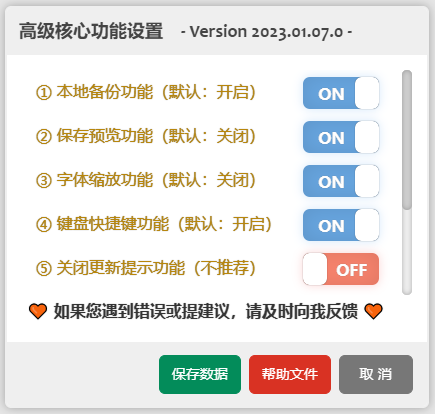 高级核心功能设置 - Version 2023.01.07.0 -
① 本地备份功能（默认：开启） ON
② 保存预览功能（默认：关闭） ON
③ 字体缩放功能（默认：关闭） ON
④ 键盘快捷键功能（默认：开启） ON
⑤ 关闭更新提示功能（不推荐） OFF
🧡 如果您遇到错误或提建议，请及时向我反馈 🧡
保存数据 帮助文件 取 消